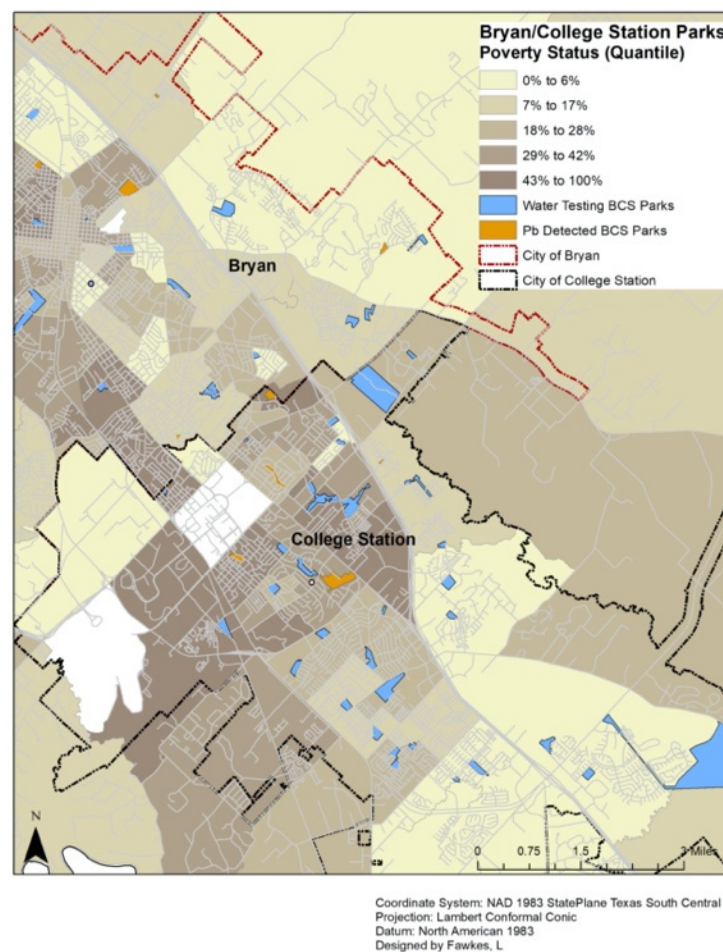 Bryan/College Station Parks
Poverty Status (Quantile)
0% to 6%
7% to 17%
18% to 28%
29% to 42%
43% to 100%
Water Testing BCS Parks
Pb Detected BCS Parks
City of Bryan
City of College Station
Bryan
College Station
N
0 0.75 1.5 3 Miles
Coordinate System: NAD 1983 StatePlane Texas South Central
Projection: Lambert Conformal Conic
Datum: North American 1983
Designed by Fawkes, L